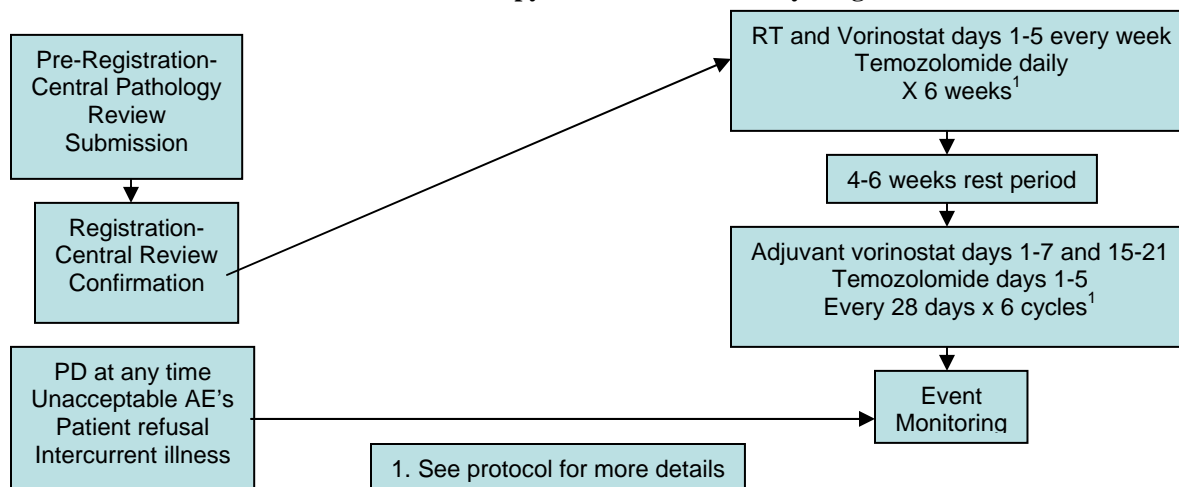 Pre-Registration-
Central Pathology
Review
Submission
Registration-
Central Review
Confirmation
RT and Vorinostat days 1-5 every week
Temozolomide daily
X 6 weeks¹
4-6 weeks rest period
Adjuvant vorinostat days 1-7 and 15-21
Temozolomide days 1-5
Every 28 days x 6 cycles¹
PD at any time
Unacceptable AE’s
Patient refusal
Intercurrent illness
Event
Monitoring
1. See protocol for more details